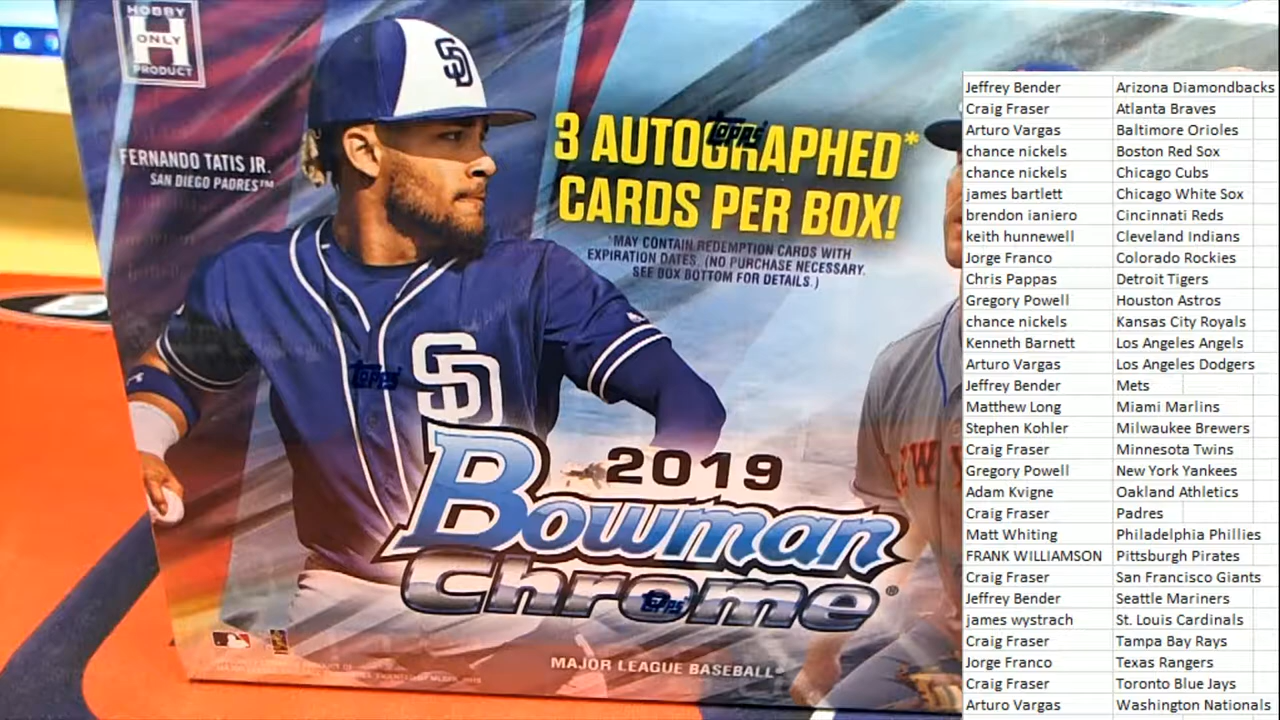 HOBBY
H
ONLY
PRODUCT
FERNANDO TATIS JR.
SAN DIEGO PADRES™
SD
3 AUTOGRAPHED*
CARDS PER BOX!
*MAY CONTAIN REDEMPTION CARDS WITH
EXPIRATION DATES. (NO PURCHASE NECESSARY.
SEE BOX BOTTOM FOR DETAILS.)
Topps
Topps
SD
2019
Bowman
Chrome®
Topps
MAJOR LEAGUE BASEBALL®
Jeffrey Bender Arizona Diamondbacks
Craig Fraser Atlanta Braves
Arturo Vargas Baltimore Orioles
chance nickels Boston Red Sox
chance nickels Chicago Cubs
james bartlett Chicago White Sox
brendon ianiero Cincinnati Reds
keith hunnewell Cleveland Indians
Jorge Franco Colorado Rockies
Chris Pappas Detroit Tigers
Gregory Powell Houston Astros
chance nickels Kansas City Royals
Kenneth Barnett Los Angeles Angels
Arturo Vargas Los Angeles Dodgers
Jeffrey Bender Mets
Matthew Long Miami Marlins
Stephen Kohler Milwaukee Brewers
Craig Fraser Minnesota Twins
Gregory Powell New York Yankees
Adam Kvigne Oakland Athletics
Craig Fraser Padres
Matt Whiting Philadelphia Phillies
FRANK WILLIAMSON Pittsburgh Pirates
Craig Fraser San Francisco Giants
Jeffrey Bender Seattle Mariners
james wystrach St. Louis Cardinals
Craig Fraser Tampa Bay Rays
Jorge Franco Texas Rangers
Craig Fraser Toronto Blue Jays
Arturo Vargas Washington Nationals